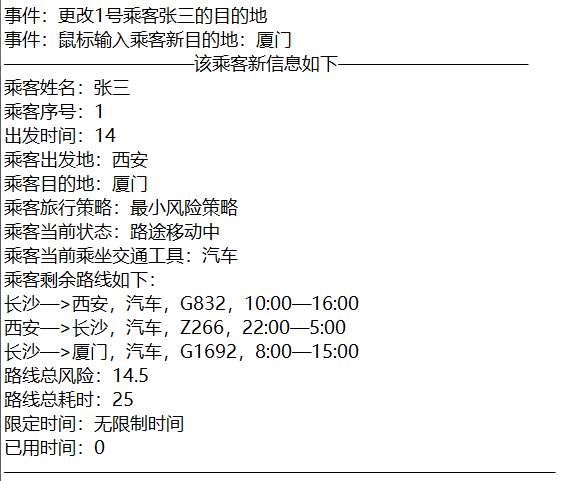 事件：更改1号乘客张三的目的地
事件：鼠标输入乘客新目的地：厦门
——————————该乘客新信息如下——————————
乘客姓名：张三
乘客序号：1
出发时间：14
乘客出发地：西安
乘客目的地：厦门
乘客旅行策略：最小风险策略
乘客当前状态：路途移动中
乘客当前乘坐交通工具：汽车
乘客剩余路线如下：
长沙—>西安，汽车，G832，10:00—16:00
西安—>长沙，汽车，Z266，22:00—5:00
长沙—>厦门，汽车，G1692，8:00—15:00
路线总风险：14.5
路线总耗时：25
限定时间：无限制时间
已用时间：0